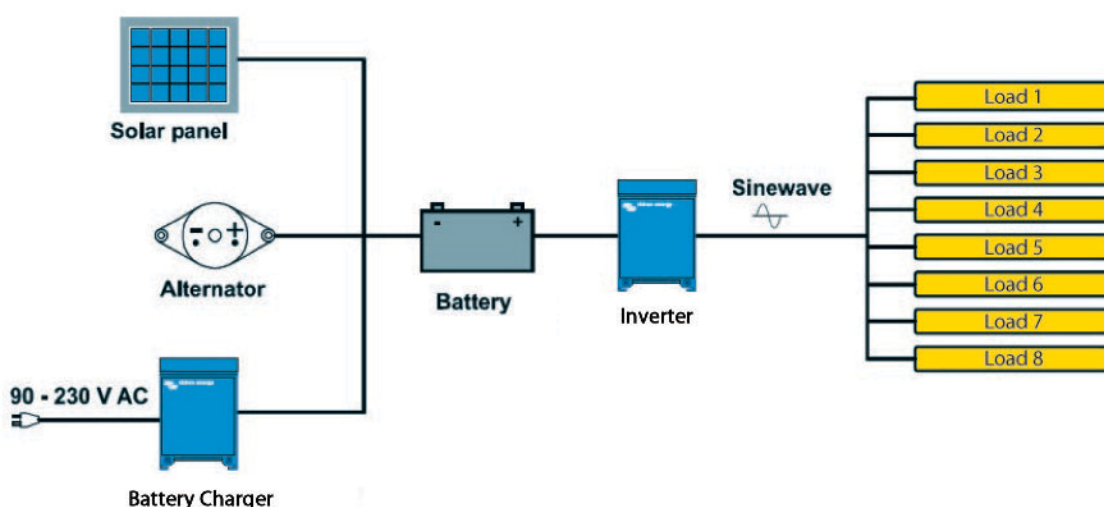 Solar panel
Alternator
90 - 230 V AC
Battery Charger
- +
Battery
Inverter
Sinewave
Load 1
Load 2
Load 3
Load 4
Load 5
Load 6
Load 7
Load 8